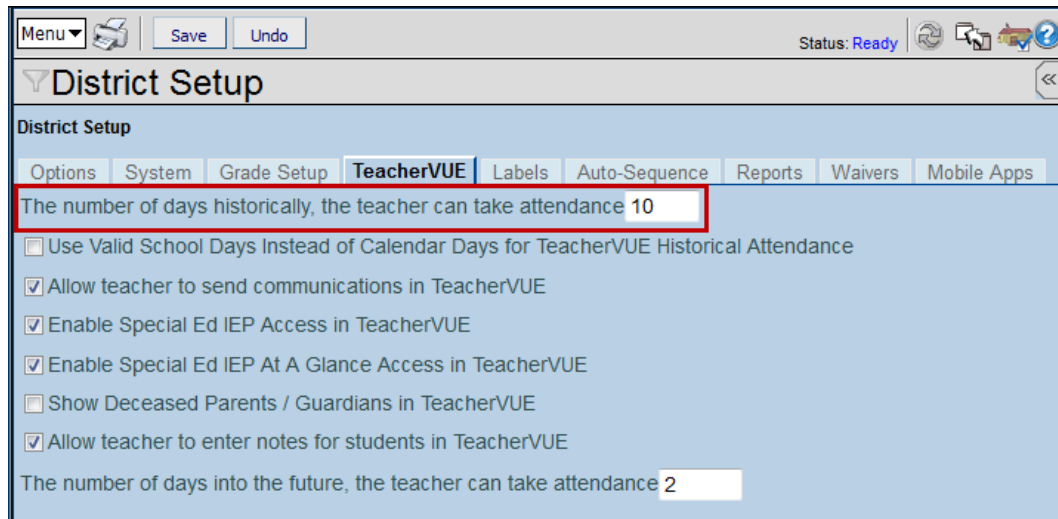 Menu Save Undo Status: Ready
District Setup
District Setup
Options System Grade Setup TeacherVUE Labels Auto-Sequence Reports Waivers Mobile Apps
The number of days historically, the teacher can take attendance 10
Use Valid School Days Instead of Calendar Days for TeacherVUE Historical Attendance
Allow teacher to send communications in TeacherVUE
Enable Special Ed IEP Access in TeacherVUE
Enable Special Ed IEP At A Glance Access in TeacherVUE
Show Deceased Parents / Guardians in TeacherVUE
Allow teacher to enter notes for students in TeacherVUE
The number of days into the future, the teacher can take attendance 2